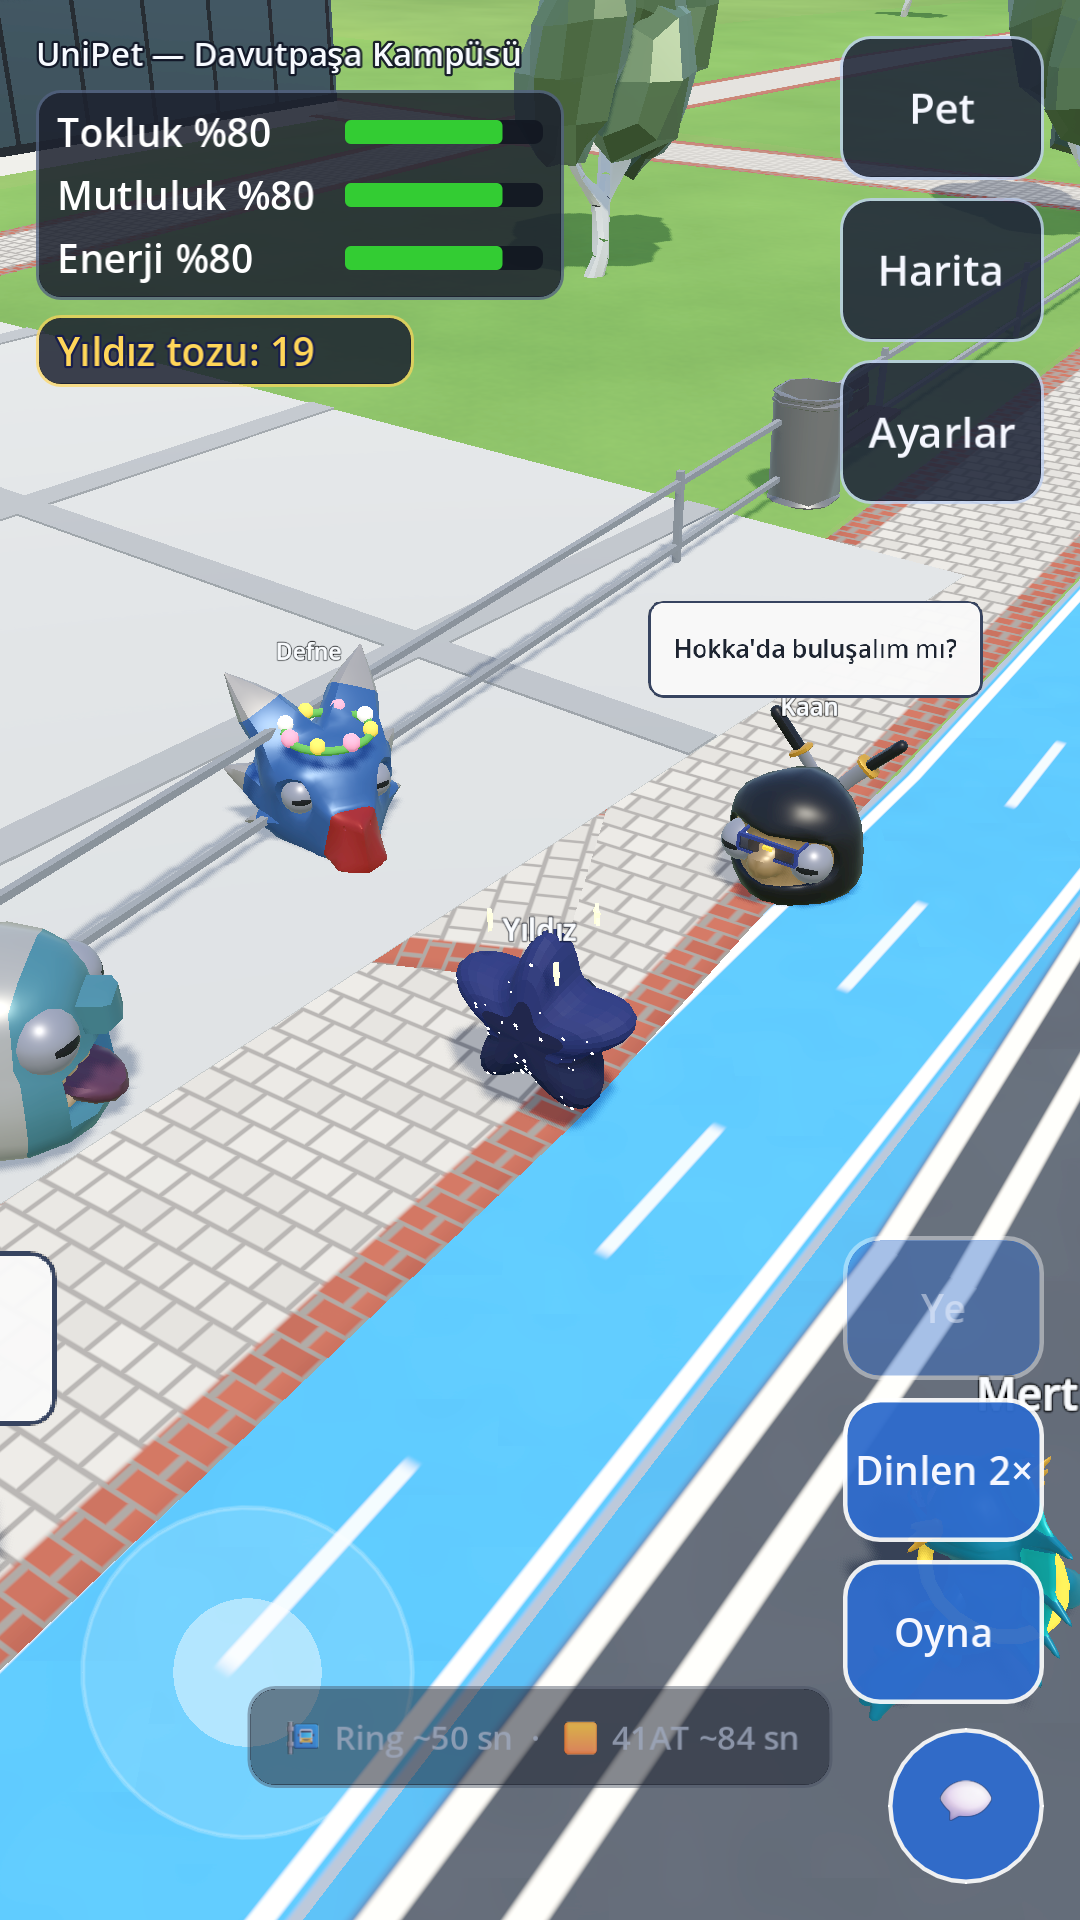 UniPet — Davutpaşa Kampüsü
Tokluk %80
Mutluluk %80
Enerji %80
Yıldız tozu: 19
Pet
Harita
Ayarlar
Hokka'da buluşalım mı?
Defne
Kaan
Yıldız
Ye
Mert
Dinlen 2×
Oyna
Ring ~50 sn · 41AT ~84 sn